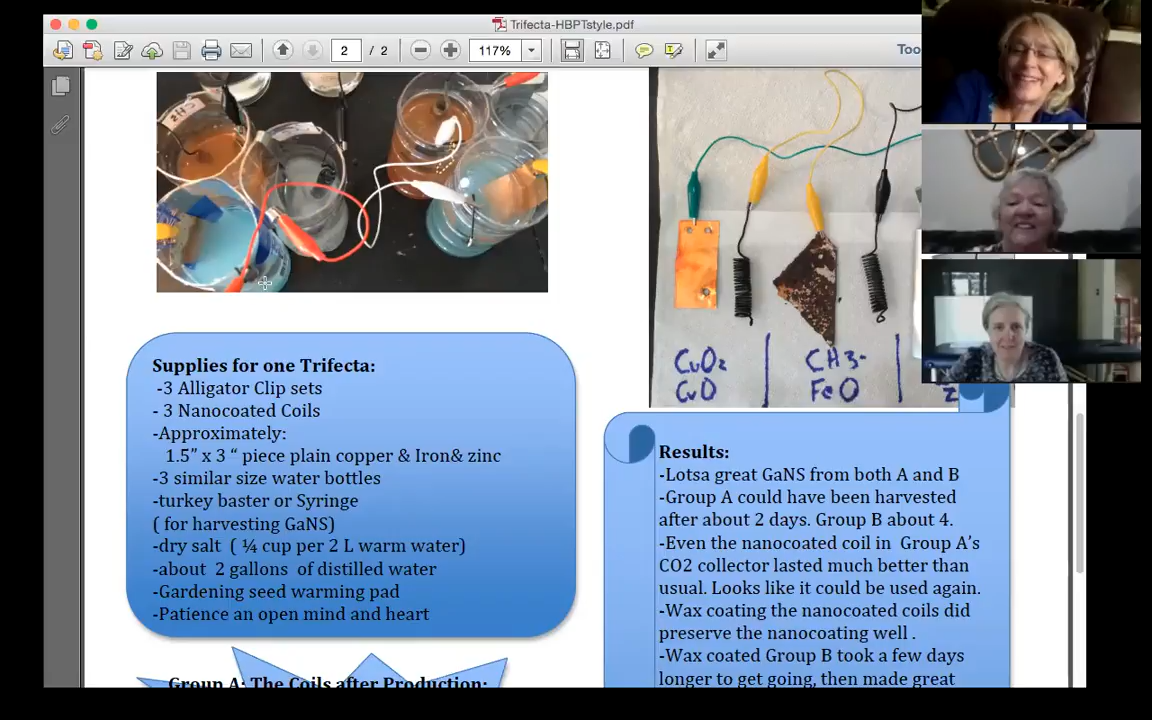 Trifecta-HBPTstyle.pdf
2 / 2
117%
Too
CH3
CuO2
CuO
CH3-
FeO
Z
Supplies for one Trifecta:
-3 Alligator Clip sets
- 3 Nanocoated Coils
-Approximately:
1.5” x 3 “ piece plain copper & Iron& zinc
-3 similar size water bottles
-turkey baster or Syringe
( for harvesting GaNS)
-dry salt ( ¼ cup per 2 L warm water)
-about 2 gallons of distilled water
-Gardening seed warming pad
-Patience an open mind and heart
Group A: The Coils after Production:
Results:
-Lotsa great GaNS from both A and B
-Group A could have been harvested
after about 2 days. Group B about 4.
-Even the nanocoated coil in Group A’s
CO2 collector lasted much better than
usual. Looks like it could be used again.
-Wax coating the nanocoated coils did
preserve the nanocoating well .
-Wax coated Group B took a few days
longer to get going, then made great